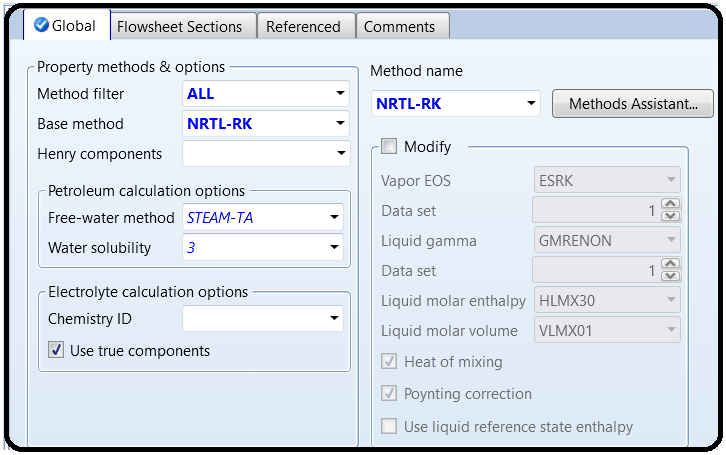 Global
Flowsheet Sections
Referenced
Comments
Property methods & options
Method filter ALL
Base method NRTL-RK
Henry components
Petroleum calculation options
Free-water method STEAM-TA
Water solubility 3
Electrolyte calculation options
Chemistry ID
Use true components
Method name
NRTL-RK
Methods Assistant...
Modify
Vapor EOS ESRK
Data set 1
Liquid gamma GMRENON
Data set 1
Liquid molar enthalpy HLMX30
Liquid molar volume VLMX01
Heat of mixing
Poynting correction
Use liquid reference state enthalpy